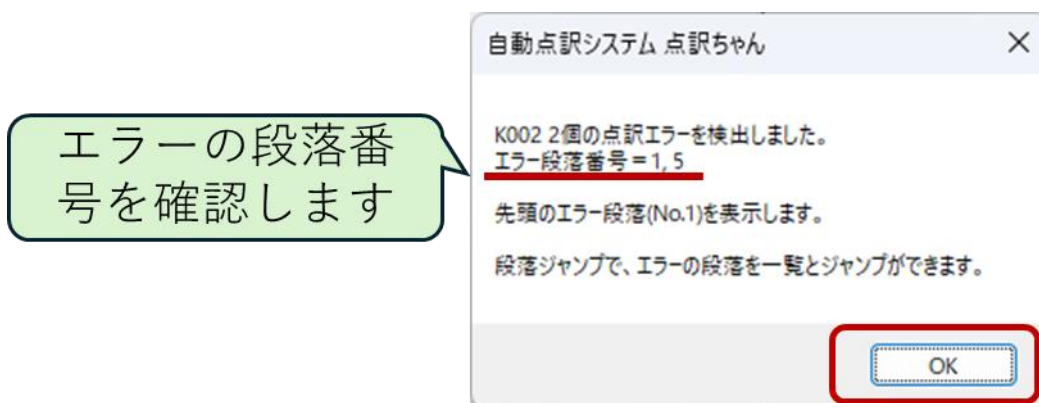 自動点訳システム 点訳ちゃん
エラーの段落番
号を確認します
K002 2個の点訳エラーを検出しました。
エラー段落番号=1, 5
先頭のエラー段落(No.1)を表示します。
段落ジャンプで、エラーの段落を一覧とジャンプができます。
OK